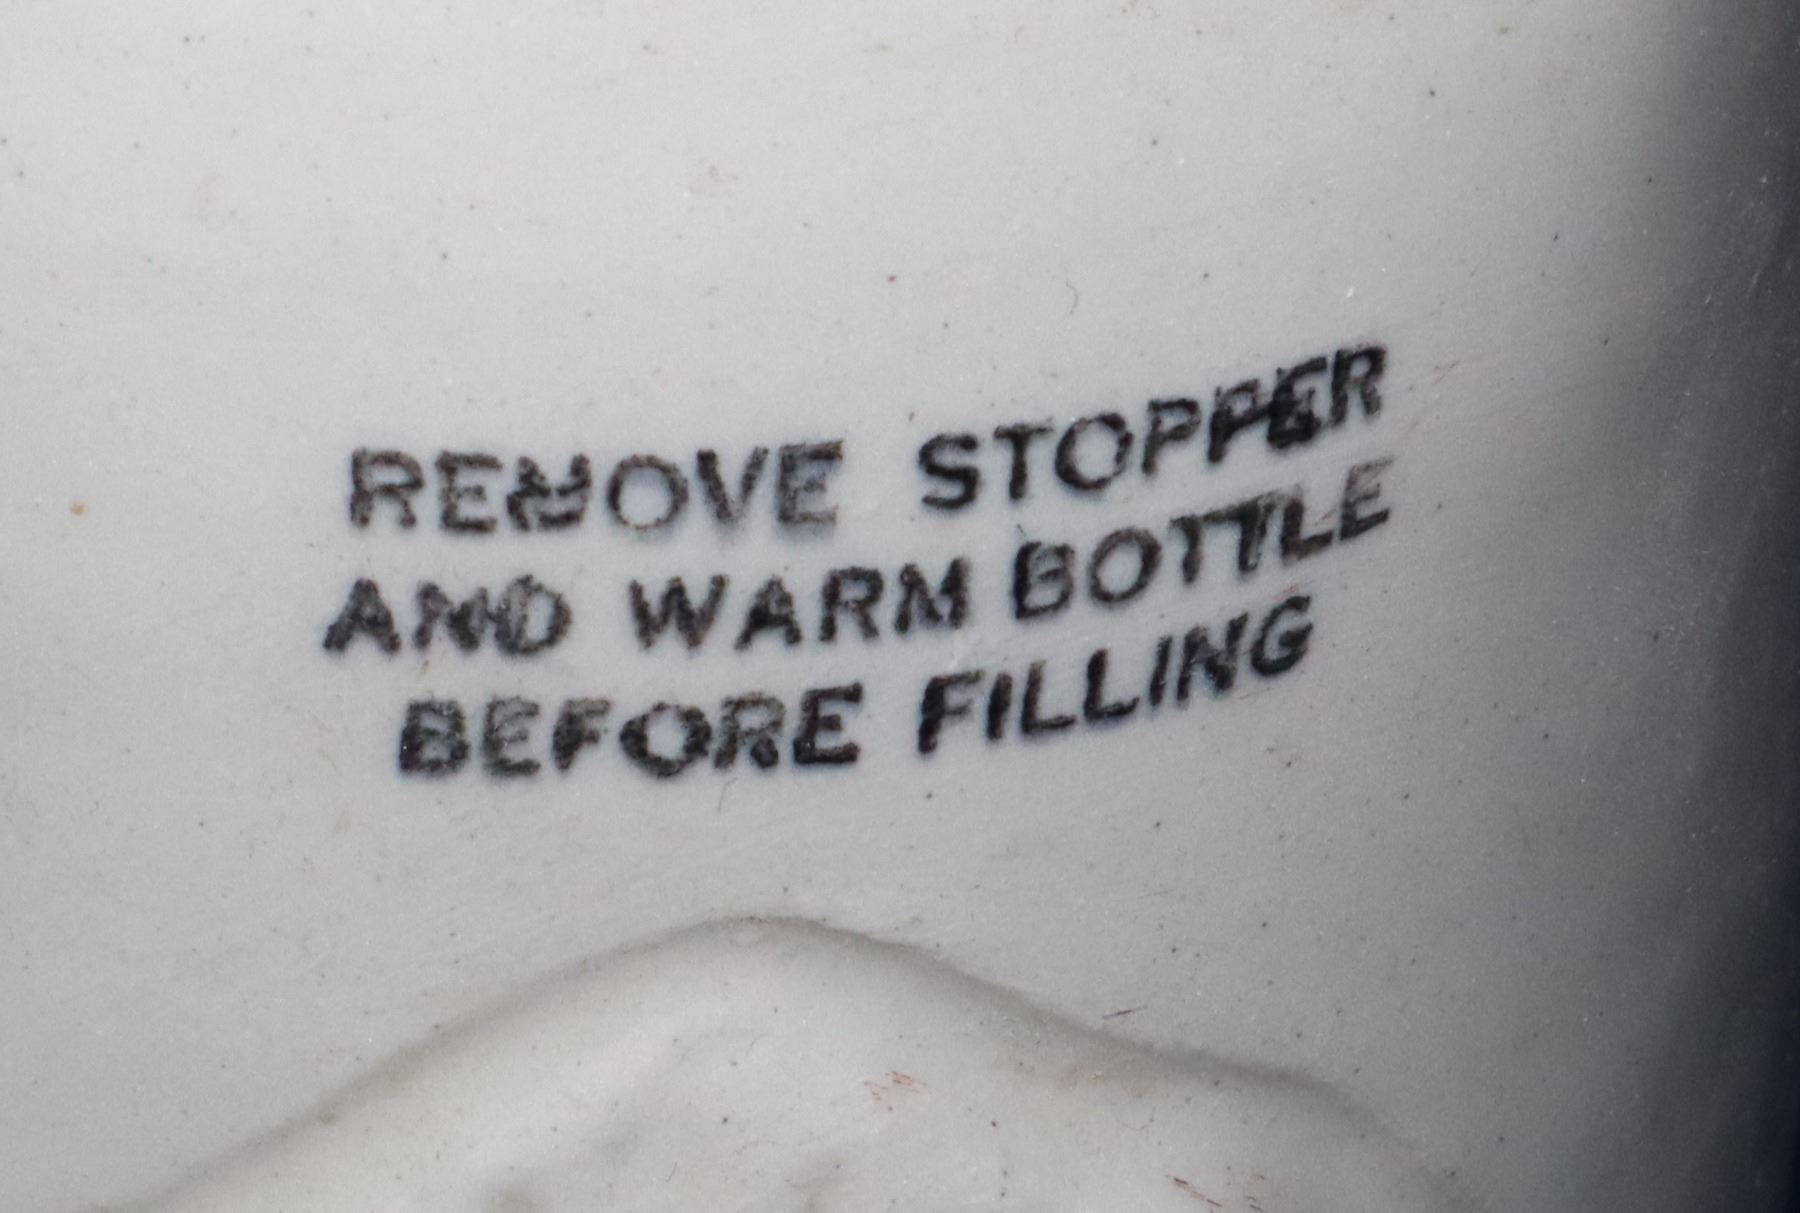 REMOVE STOPPER
AND WARM BOTTLE
BEFORE FILLING